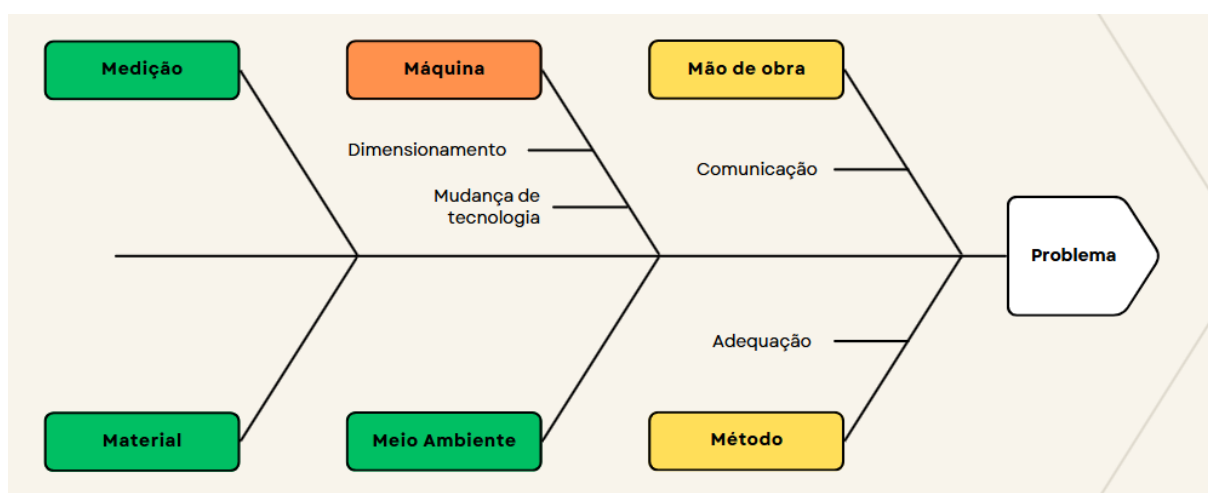 Medição
Máquina
Mão de obra
Dimensionamento
Comunicação
Mudança de
tecnologia
Problema
Adequação
Material
Meio Ambiente
Método